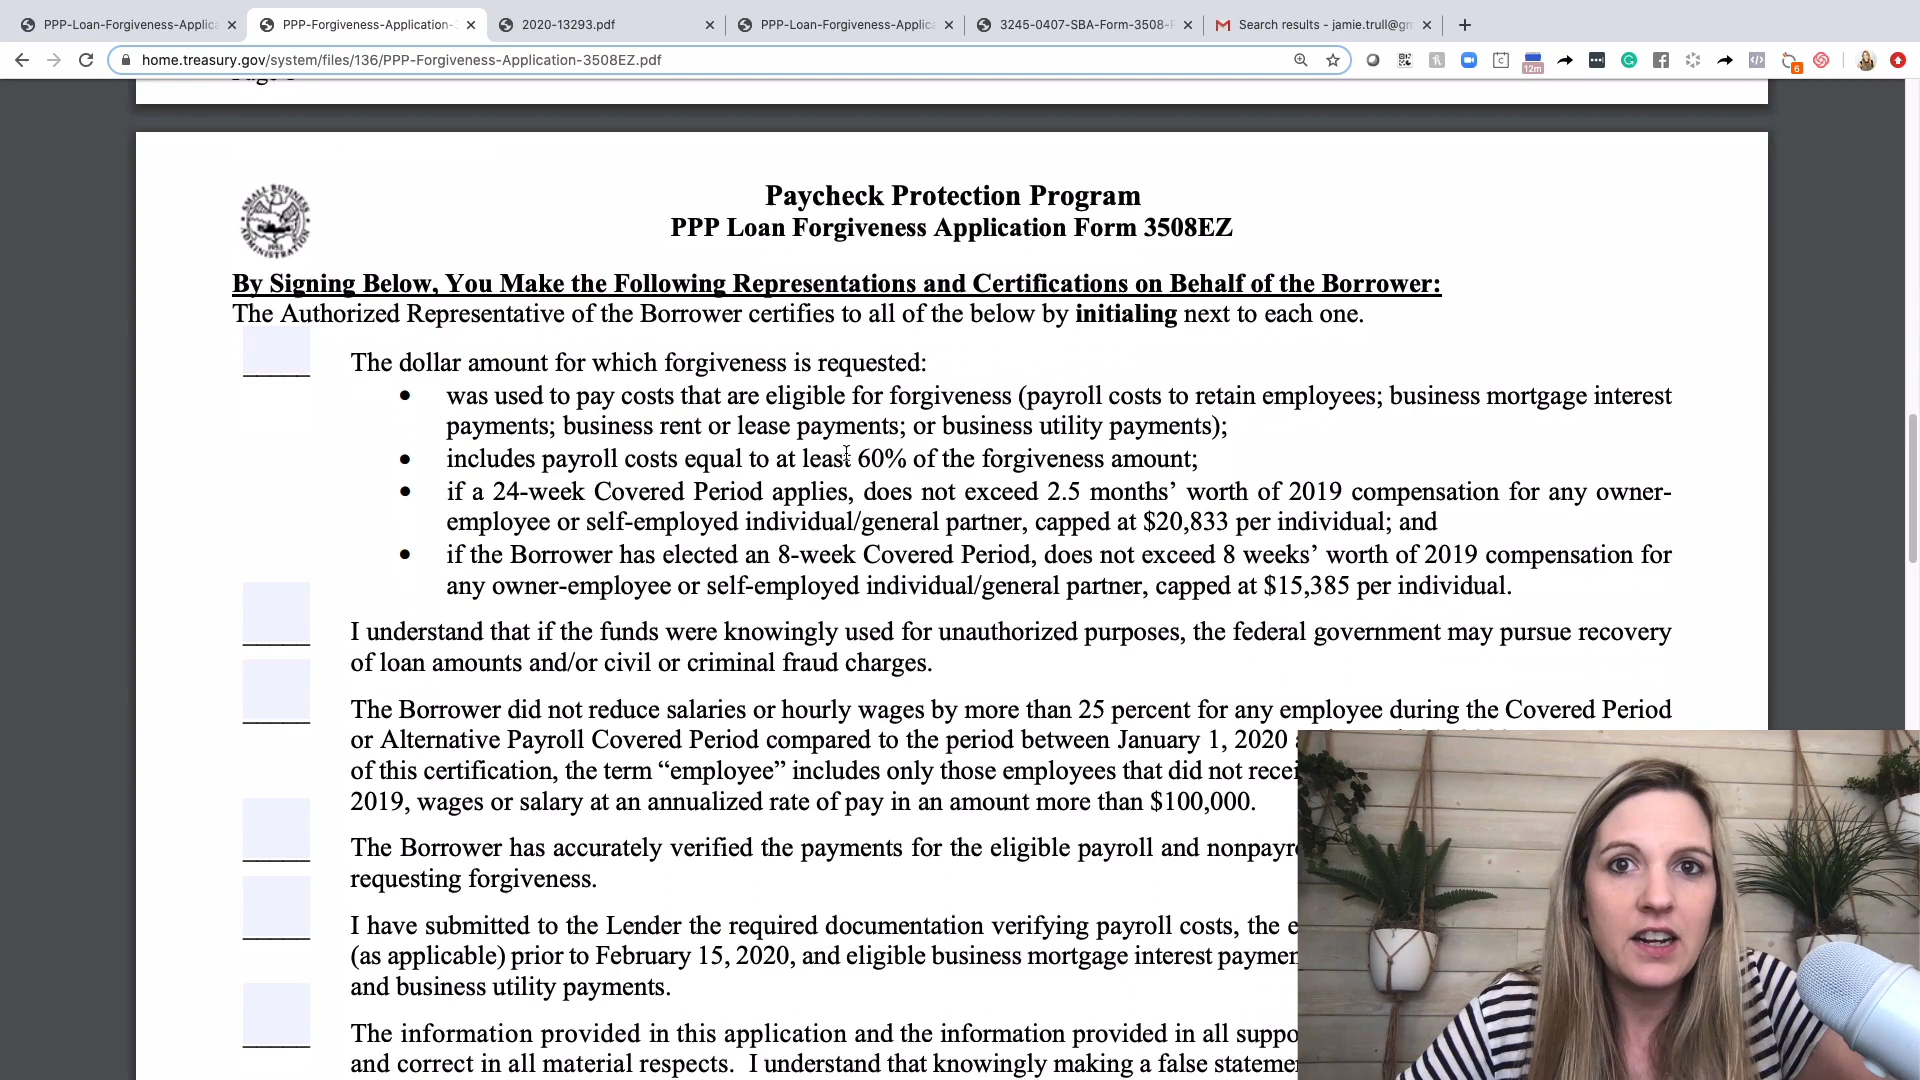 PPP-Loan-Forgiveness-Applica
PPP-Forgiveness-Application-
2020-13293.pdf
PPP-Loan-Forgiveness-Applica
3245-0407-SBA-Form-3508-
Search results - jamie.trull@gm
home.treasury.gov/system/files/136/PPP-Forgiveness-Application-3508EZ.pdf
12m
6
SMALL BUSINESS
ADMINISTRATION
1953
Paycheck Protection Program
PPP Loan Forgiveness Application Form 3508EZ
By Signing Below, You Make the Following Representations and Certifications on Behalf of the Borrower:
The Authorized Representative of the Borrower certifies to all of the below by initialing next to each one.
The dollar amount for which forgiveness is requested:
• was used to pay costs that are eligible for forgiveness (payroll costs to retain employees; business mortgage interest
payments; business rent or lease payments; or business utility payments);
• includes payroll costs equal to at least 60% of the forgiveness amount;
• if a 24-week Covered Period applies, does not exceed 2.5 months’ worth of 2019 compensation for any owner-
employee or self-employed individual/general partner, capped at $20,833 per individual; and
• if the Borrower has elected an 8-week Covered Period, does not exceed 8 weeks’ worth of 2019 compensation for
any owner-employee or self-employed individual/general partner, capped at $15,385 per individual.
I understand that if the funds were knowingly used for unauthorized purposes, the federal government may pursue recovery
of loan amounts and/or civil or criminal fraud charges.
The Borrower did not reduce salaries or hourly wages by more than 25 percent for any employee during the Covered Period
or Alternative Payroll Covered Period compared to the period between January 1, 2020
of this certification, the term “employee” includes only those employees that did not recei
2019, wages or salary at an annualized rate of pay in an amount more than $100,000.
The Borrower has accurately verified the payments for the eligible payroll and nonpayro
requesting forgiveness.
I have submitted to the Lender the required documentation verifying payroll costs, the e
(as applicable) prior to February 15, 2020, and eligible business mortgage interest paymen
and business utility payments.
The information provided in this application and the information provided in all suppo
and correct in all material respects. I understand that knowingly making a false stateme